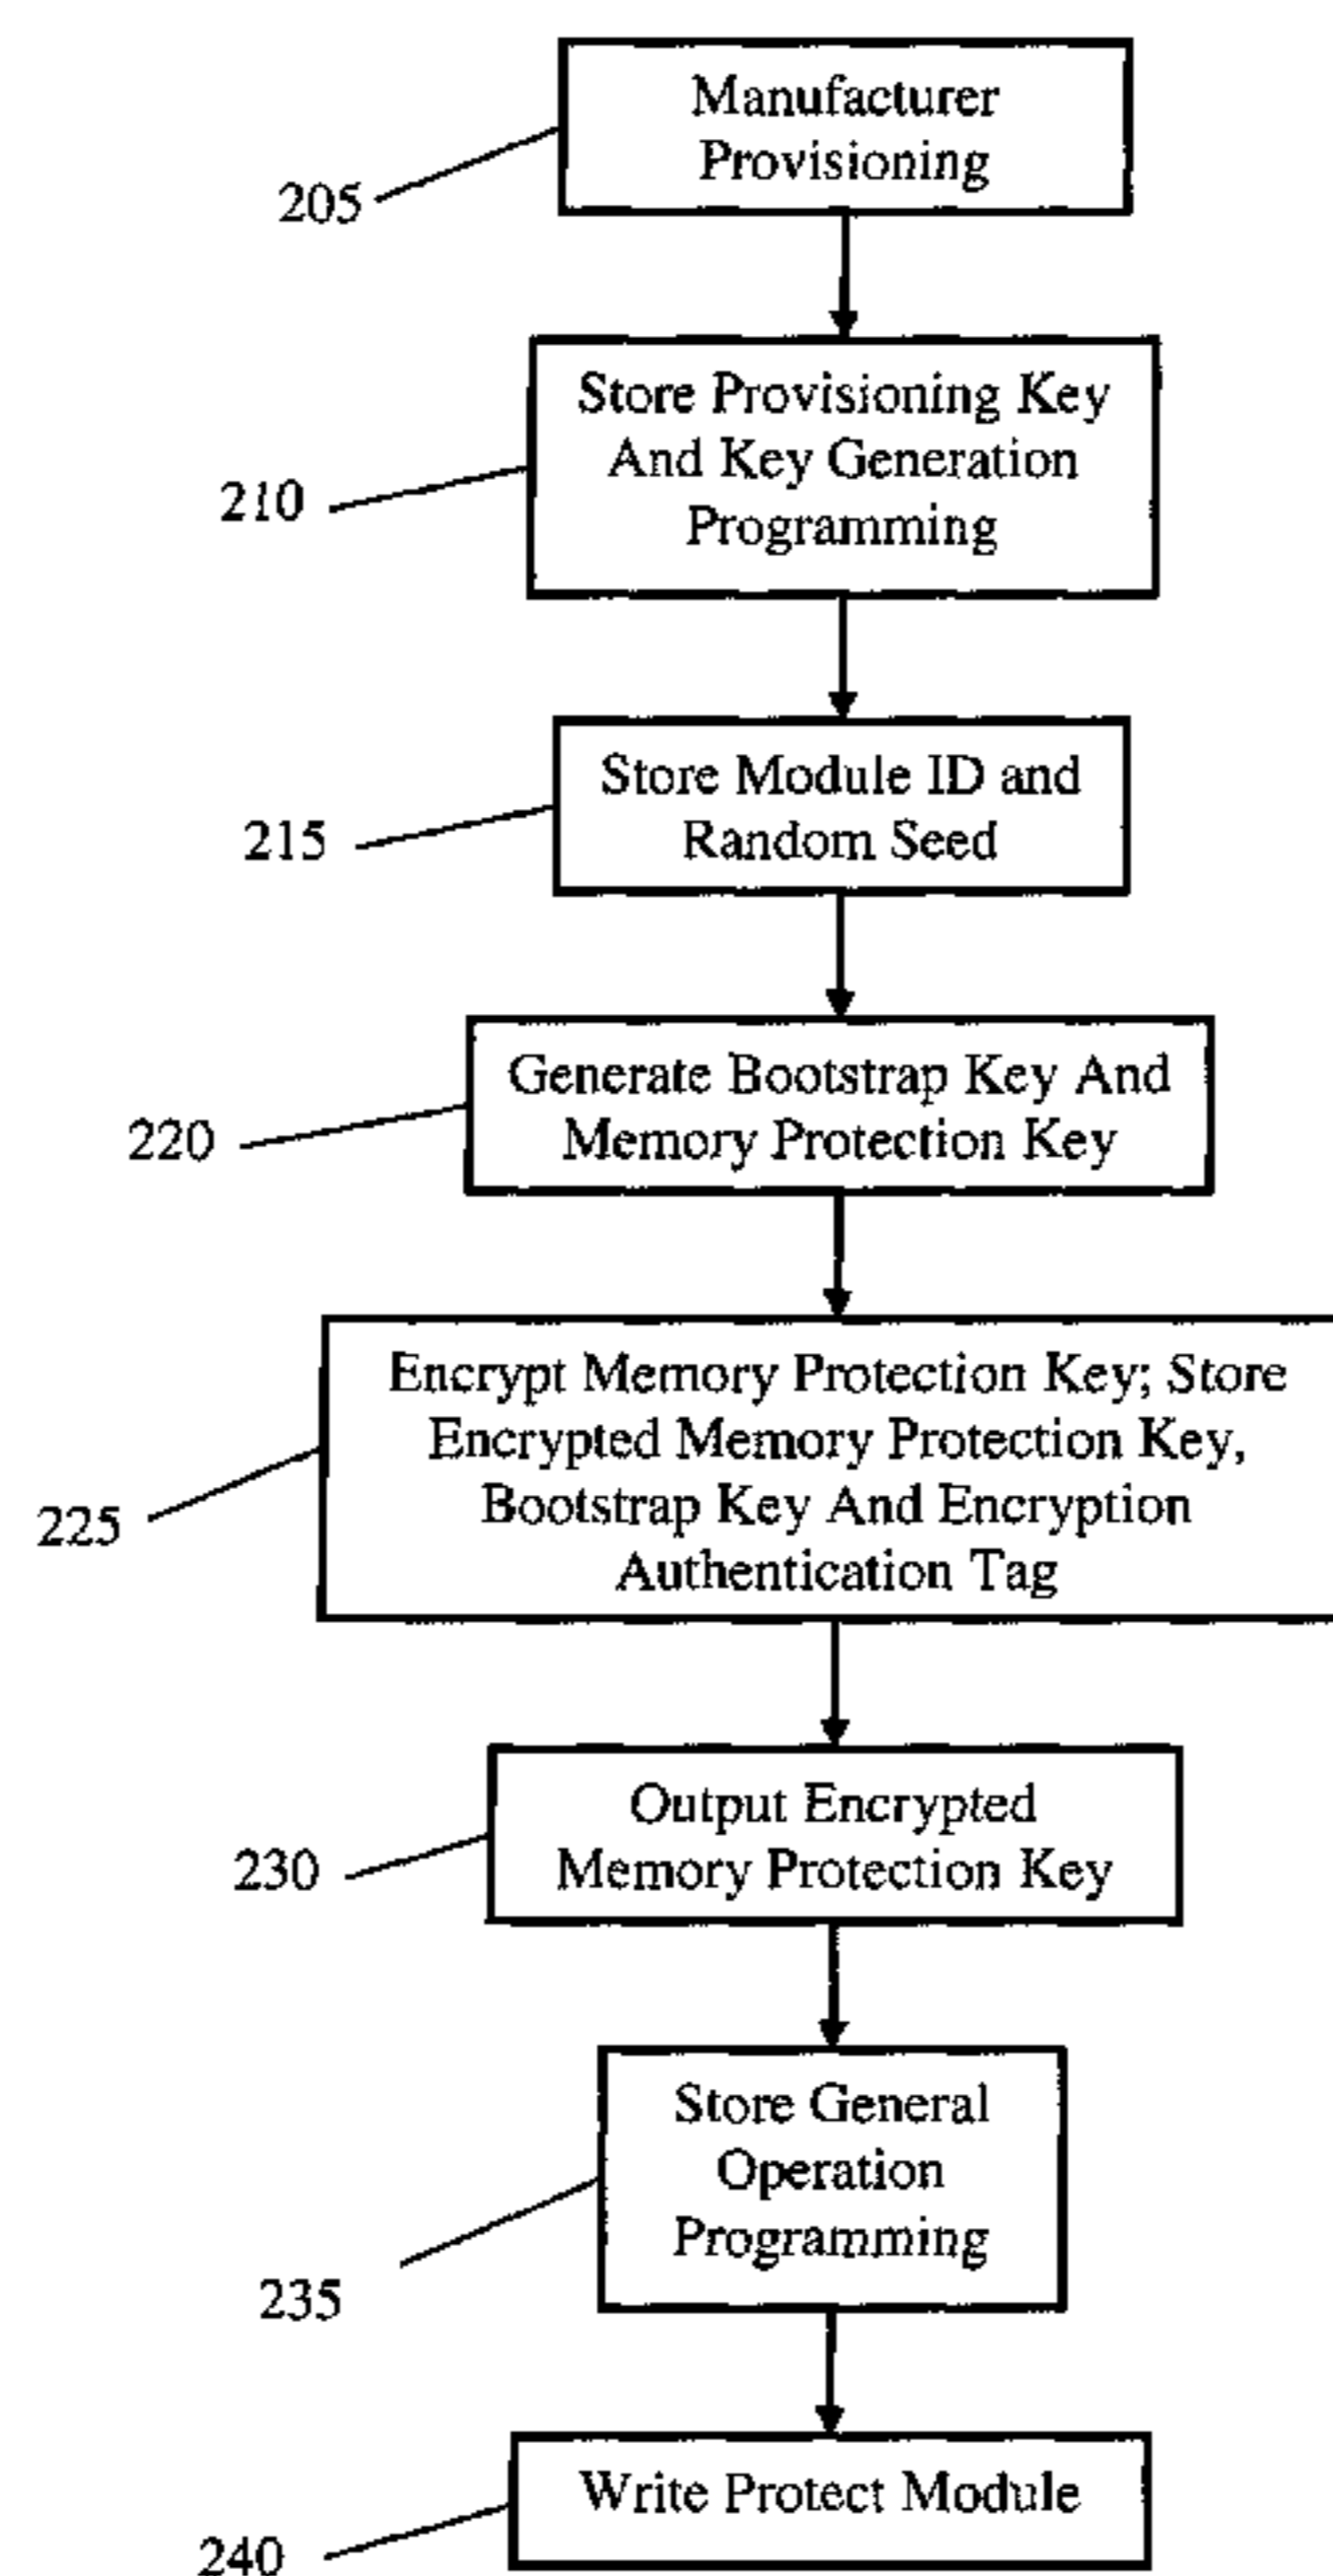 Manufacturer
Provisioning
205
Store Provisioning Key
And Key Generation
Programming
210
Store Module ID and
Random Seed
215
Generate Bootstrap Key And
Memory Protection Key
220
Encrypt Memory Protection Key; Store
Encrypted Memory Protection Key,
Bootstrap Key And Encryption
Authentication Tag
225
Output Encrypted
Memory Protection Key
230
Store General
Operation
Programming
235
Write Protect Module
240